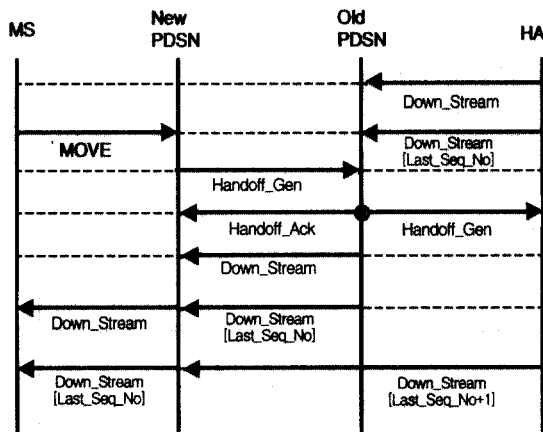 MS
New
PDSN
Old
PDSN
HA
Down_Stream
MOVE
Down_Stream
[Last_Seq_No]
Handoff_Gen
Handoff_Ack
Handoff_Gen
Down_Stream
Down_Stream
Down_Stream
[Last_Seq_No]
Down_Stream
[Last_Seq_No]
Down_Stream
[Last_Seq_No+1]